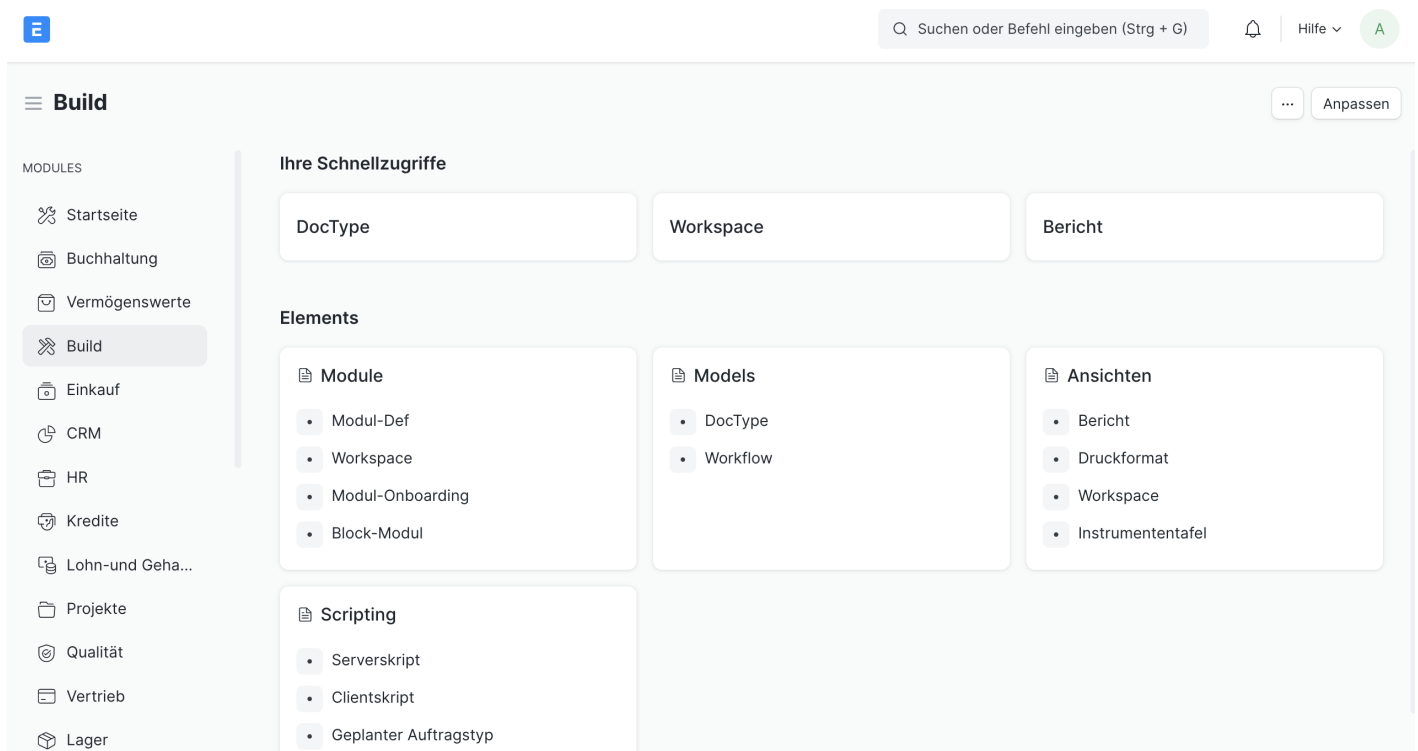 E
Suchen oder Befehl eingeben (Strg + G)
Hilfe
A
Build
...
Anpassen
MODULES
Startseite
Buchhaltung
Vermögenswerte
Build
Einkauf
CRM
HR
Kredite
Lohn-und Geha...
Projekte
Qualität
Vertrieb
Lager
Ihre Schnellzugriffe
DocType
Workspace
Bericht
Elements
Module
Modul-Def
Workspace
Modul-Onboarding
Block-Modul
Models
DocType
Workflow
Ansichten
Bericht
Druckformat
Workspace
Instrumententafel
Scripting
Serverskript
Clientskript
Geplanter Auftragstyp